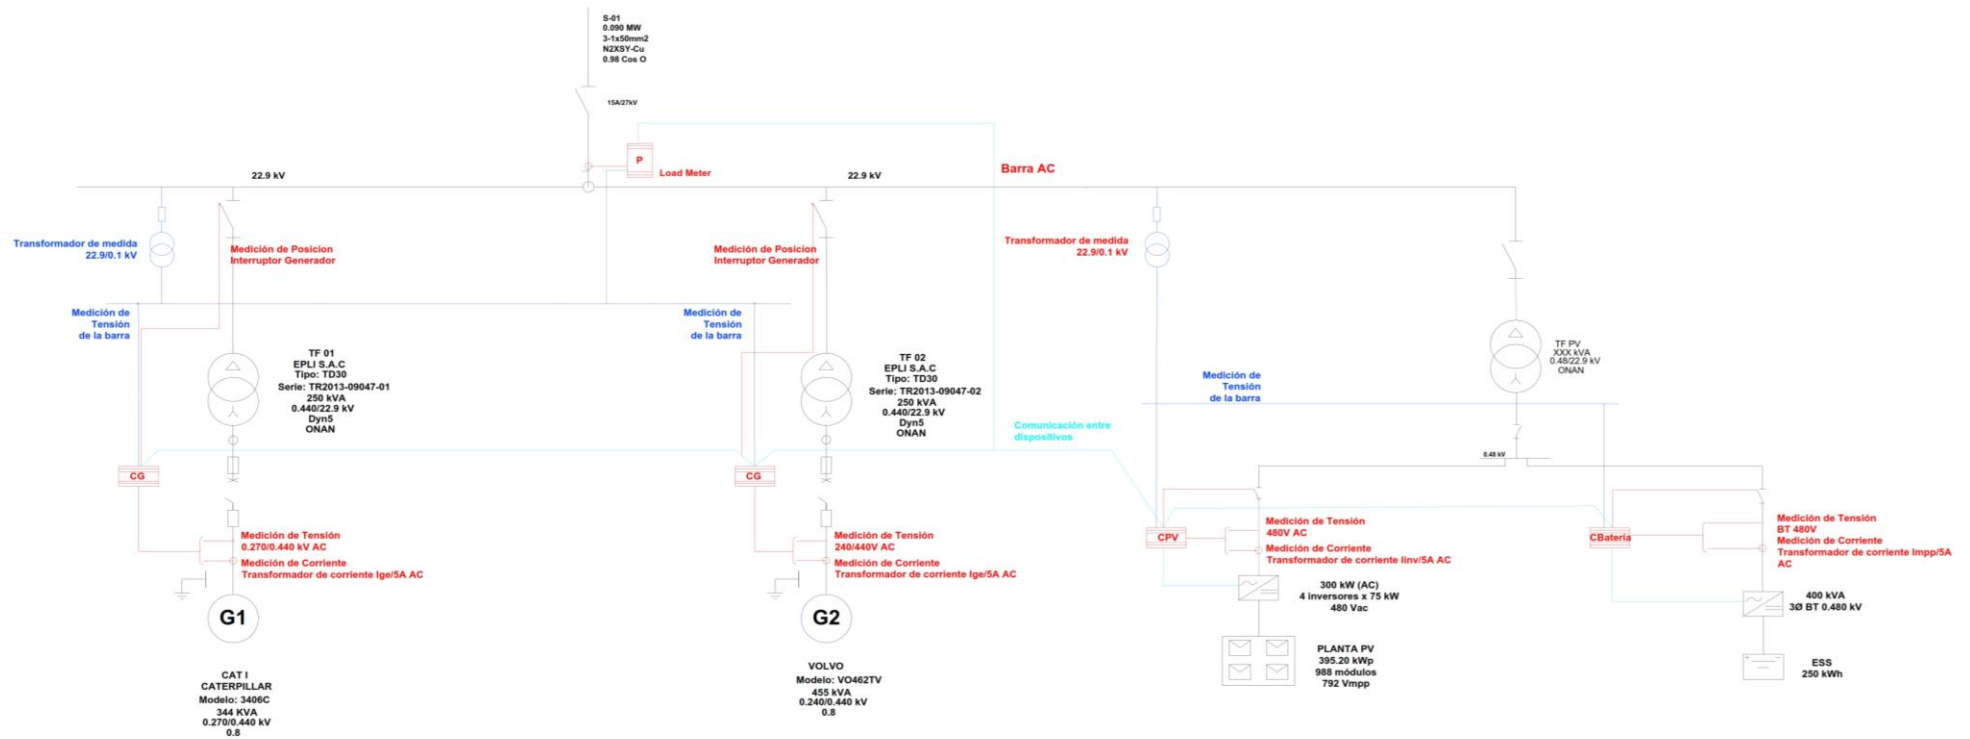 S-01
0.090 MW
3-1x50mm2
N2XSY-Cu
0.98 Cos O
15A/27kV
P
Load Meter
Barra AC
22.9 kV
22.9 kV
Transformador de medida
22.9/0.1 kV
Medición de Posicion
Interruptor Generador
Medición de Posicion
Interruptor Generador
Transformador de medida
22.9/0.1 kV
Medición de
Tensión
de la barra
Medición de
Tensión
de la barra
TF 01
EPLI S.A.C
Tipo: TD30
Serie: TR2013-09047-01
250 kVA
0.440/22.9 kV
Dyn5
ONAN
TF 02
EPLI S.A.C
Tipo: TD30
Serie: TR2013-09047-02
250 kVA
0.440/22.9 kV
Dyn5
ONAN
TF PV
XXX kVA
0.48/22.9 kV
ONAN
Medición de
Tensión
de la barra
Comunicación entre
dispositivos
0.48 kV
CG
CG
CPV
CBatería
Medición de Tensión
0.270/0.440 kV AC
Medición de Corriente
Transformador de corriente Ige/5A AC
Medición de Tensión
240/440V AC
Medición de Corriente
Transformador de corriente Ige/5A AC
Medición de Tensión
480V AC
Medición de Corriente
Transformador de corriente Iinv/5A AC
Medición de Tensión
BT 480V
Medición de Corriente
Transformador de corriente Impp/5A
AC
300 kW (AC)
4 inversores x 75 kW
480 Vac
400 kVA
3Ø BT 0.480 kV
G1
G2
PLANTA PV
395.20 kWp
988 módulos
792 Vmpp
ESS
250 kWh
CAT I
CATERPILLAR
Modelo: 3406C
344 KVA
0.270/0.440 kV
0.8
VOLVO
Modelo: VO462TV
455 kVA
0.240/0.440 kV
0.8